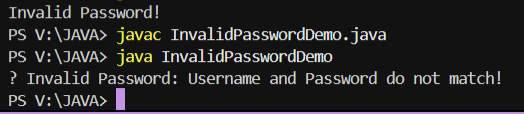 Invalid Password!
PS V:\JAVA> javac InvalidPasswordDemo.java
PS V:\JAVA> java InvalidPasswordDemo
? Invalid Password: Username and Password do not match!
PS V:\JAVA>